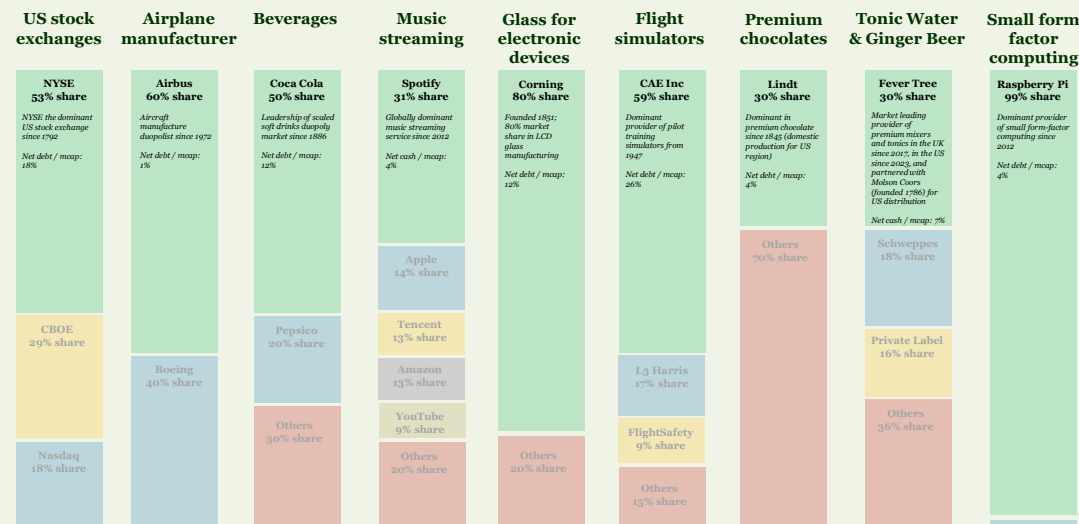 US stock
exchanges
NYSE
53% share
NYSE the dominant
US stock exchange
since 1792
Net debt / mcap:
18%
CBOE
29% share
Nasdaq
18% share
Airplane
manufacturer
Airbus
60% share
Aircraft
manufacture
duopolist since 1972
Net debt / mcap:
1%
Boeing
40% share
Beverages
Coca Cola
50% share
Leadership of scaled
soft drinks duopoly
market since 1886
Net debt / mcap:
12%
Pepsico
20% share
Others
30% share
Music
streaming
Spotify
31% share
Globally dominant
music streaming
service since 2012
Net cash / mcap:
4%
Apple
14% share
Tencent
13% share
Amazon
13% share
YouTube
9% share
Others
20% share
Glass for
electronic
devices
Corning
80% share
Founded 1851;
80% market
share in LCD
glass
manufacturing
Net debt / mcap:
12%
Others
20% share
Flight
simulators
CAE Inc
59% share
Dominant
provider of pilot
training
simulators from
1947
Net debt / mcap:
26%
L3 Harris
17% share
FlightSafety
9% share
Others
15% share
Premium
chocolates
Lindt
30% share
Dominant in
premium chocolate
since 1845 (domestic
production for US
region)
Net debt / mcap:
4%
Others
70% share
Tonic Water
& Ginger Beer
Fever Tree
30% share
Market leading
provider of
premium mixers
and tonics in the UK
since 2017, in the US
since 2023, and
partnered with
Molson Coors
(founded 1786) for
US distribution
Net cash / mcap: 7%
Schweppes
18% share
Private Label
16% share
Others
36% share
Small form
factor
computing
Raspberry Pi
99% share
Dominant provider
of small form-factor
computing since
2012
Net debt / mcap:
4%